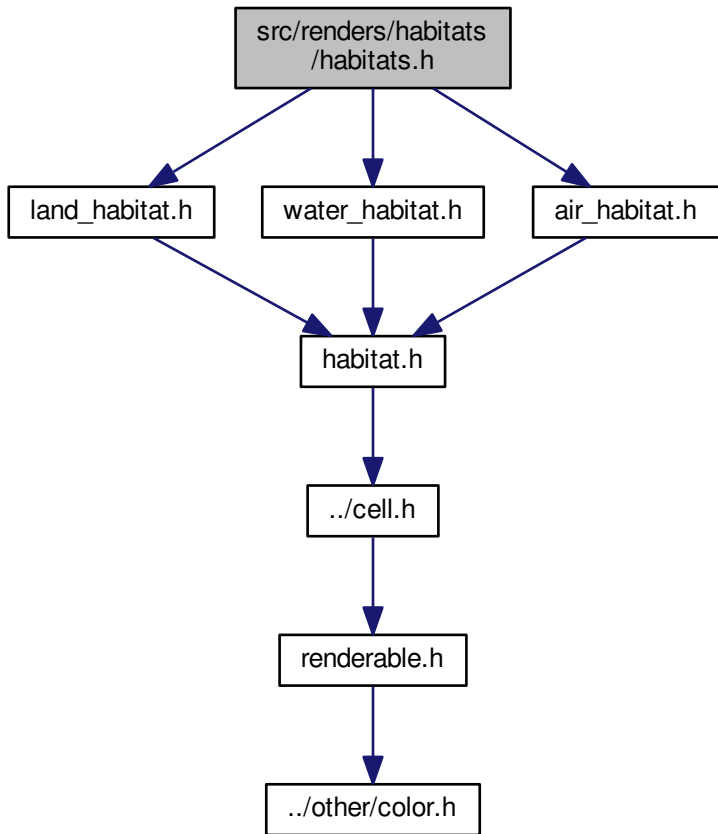 src/renders/habitats
/habitats.h
land_habitat.h
water_habitat.h
air_habitat.h
habitat.h
../cell.h
renderable.h
../other/color.h